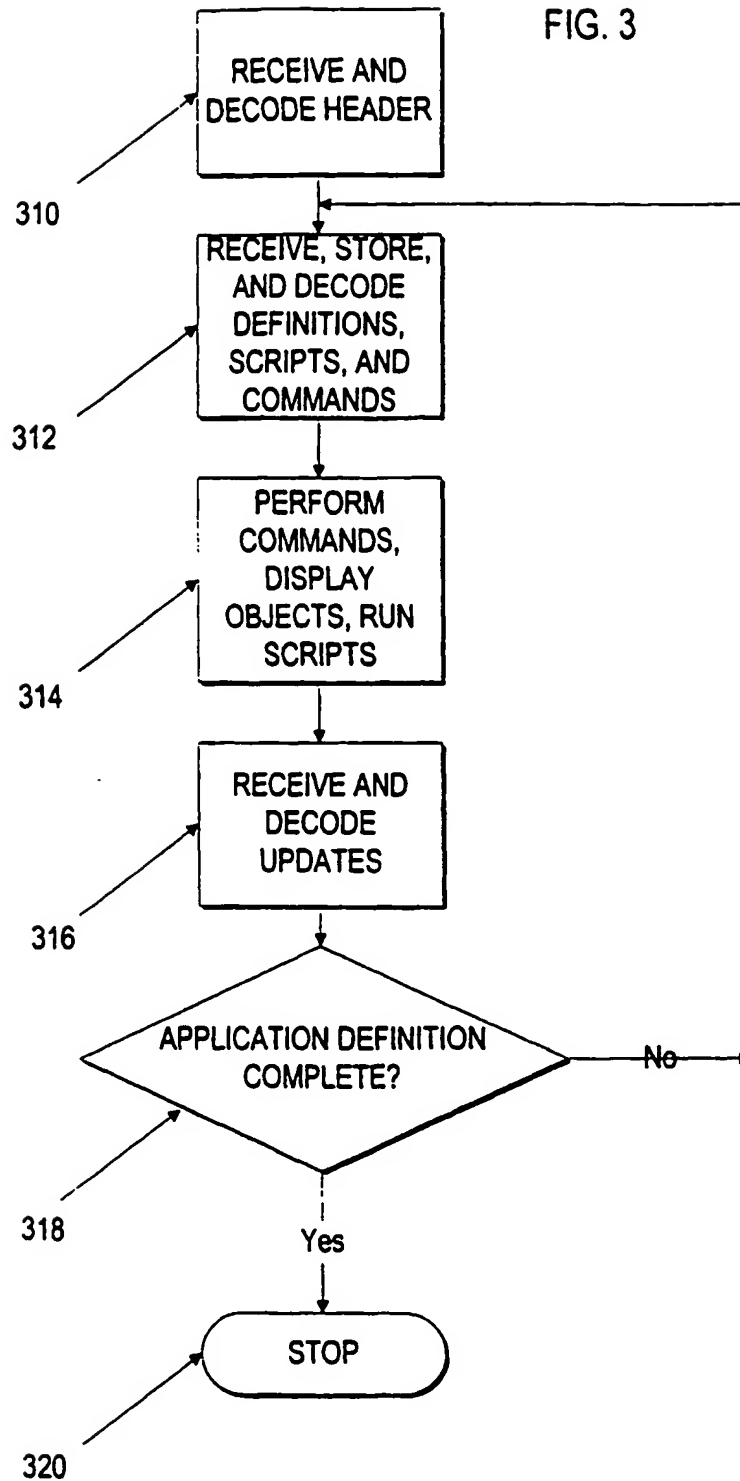 FIG. 3
RECEIVE AND
DECODE HEADER
310
RECEIVE, STORE,
AND DECODE
DEFINITIONS,
SCRIPTS, AND
COMMANDS
312
PERFORM
COMMANDS,
DISPLAY
OBJECTS, RUN
SCRIPTS
314
RECEIVE AND
DECODE
UPDATES
316
APPLICATION DEFINITION
COMPLETE?
No
318
Yes
STOP
320